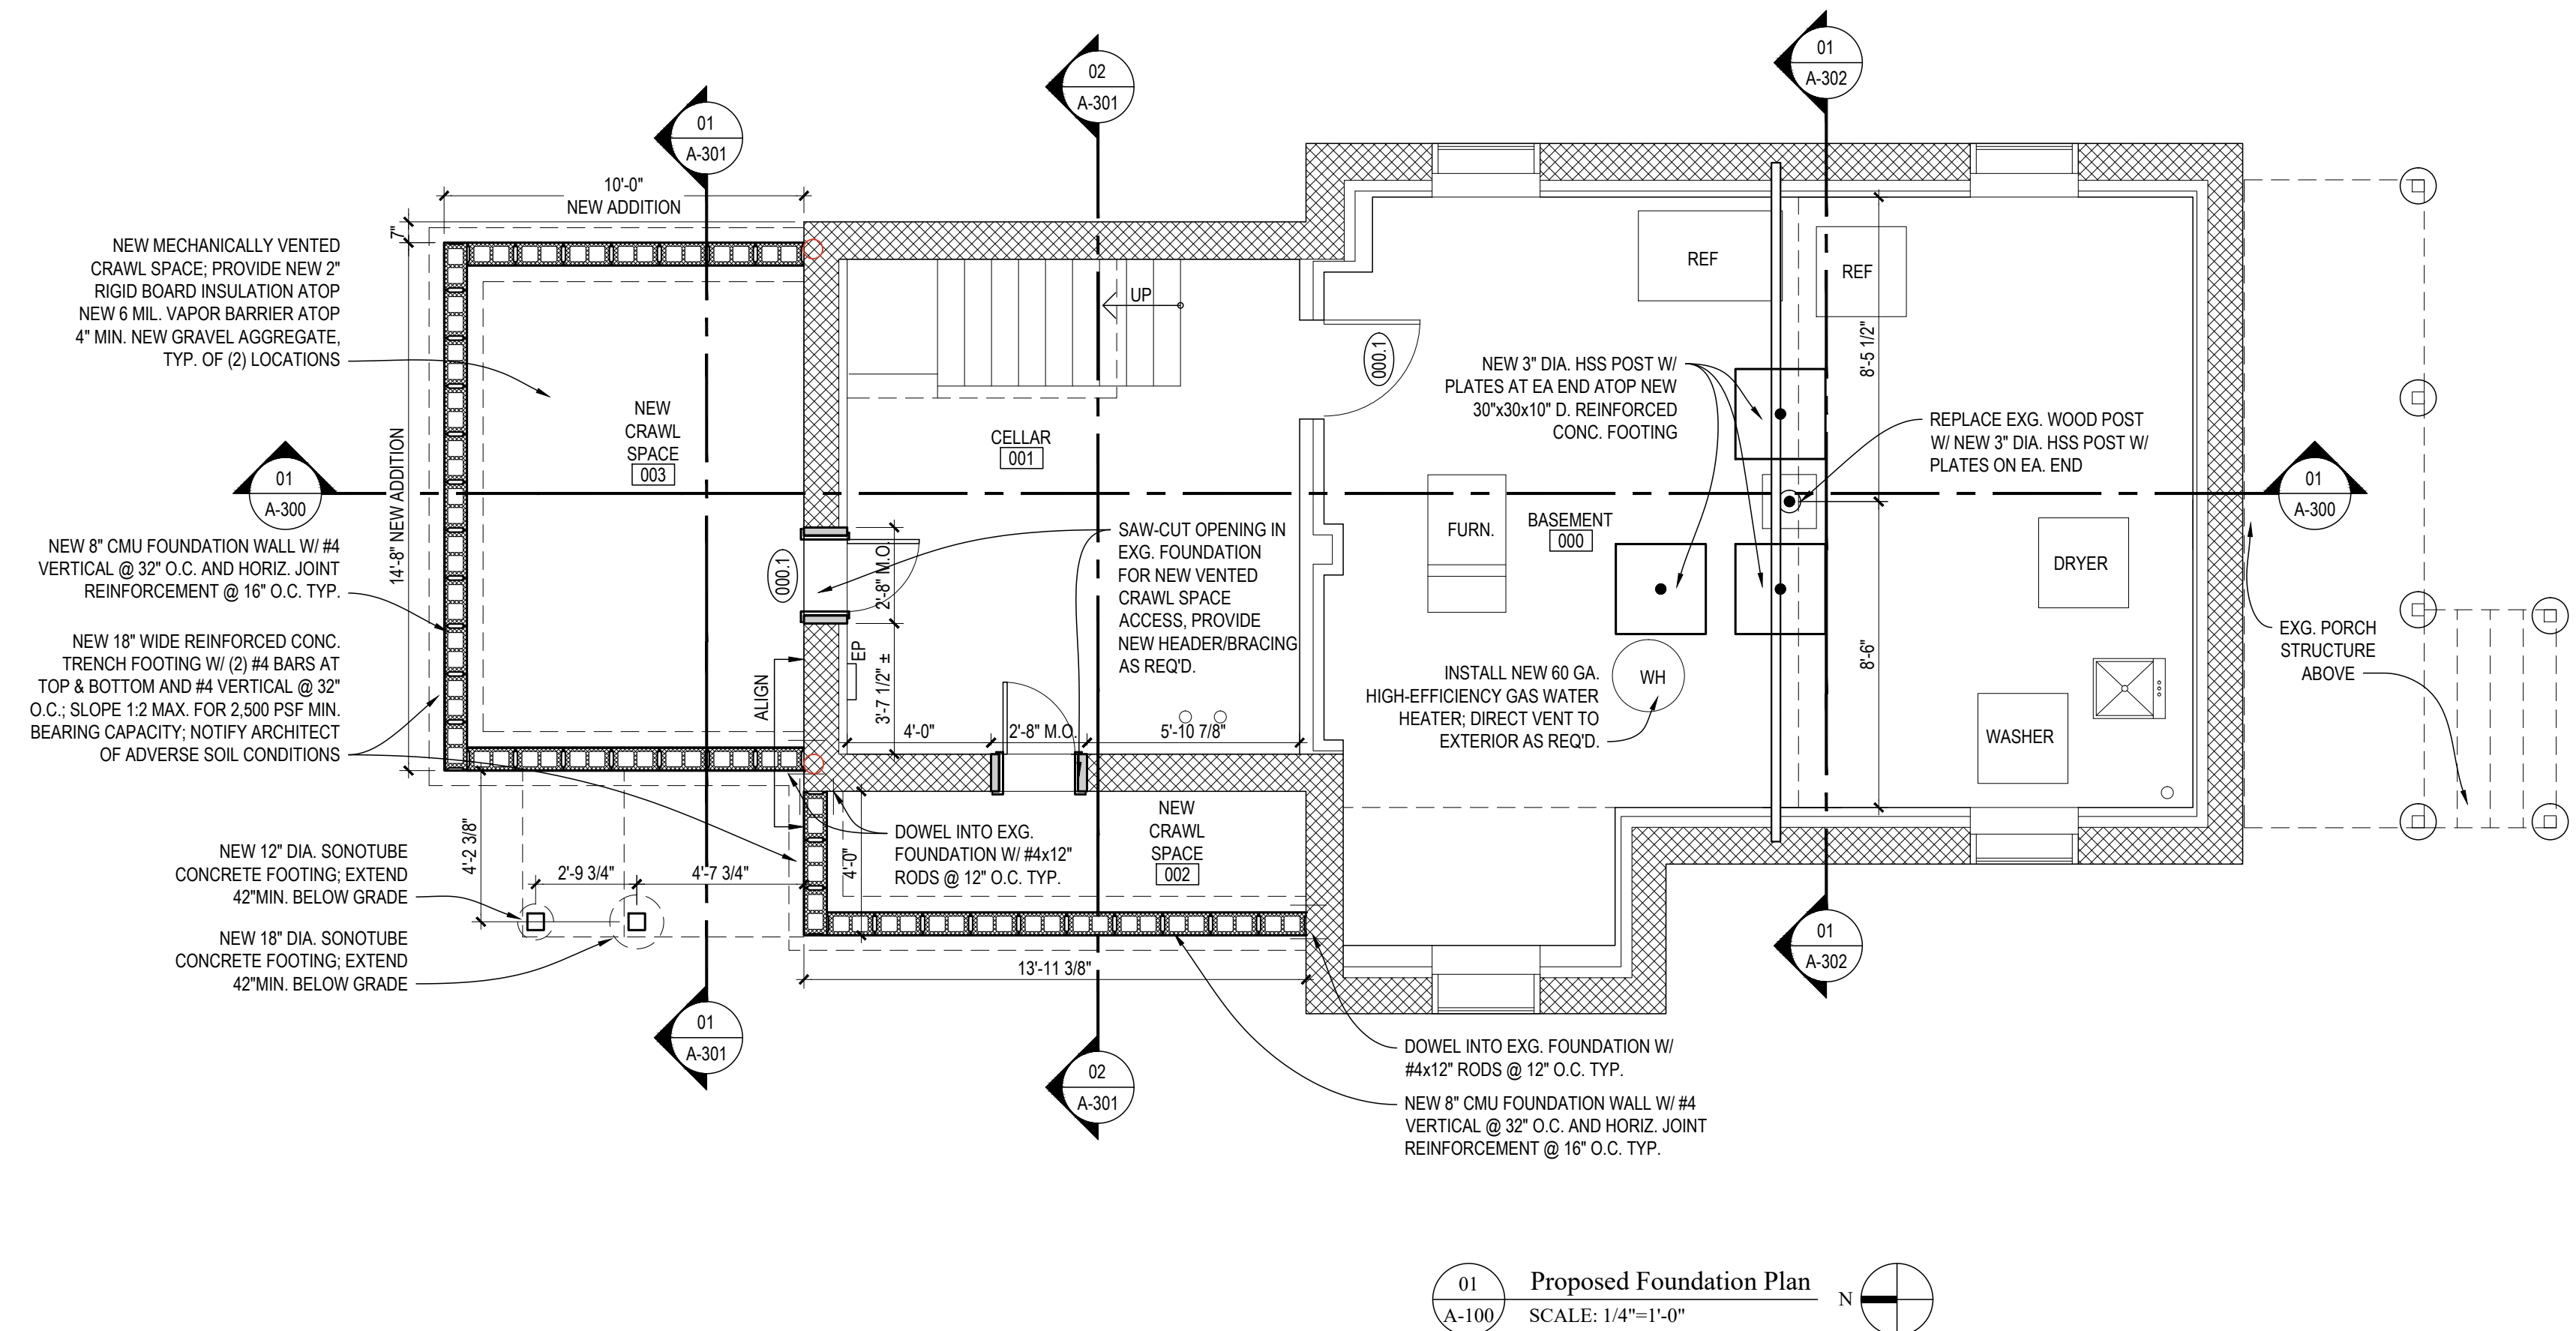 01
A-302
02
A-301
01
A-301
10'-0"
NEW ADDITION
7"
NEW MECHANICALLY VENTED
CRAWL SPACE; PROVIDE NEW 2"
RIGID BOARD INSULATION ATOP
NEW 6 MIL. VAPOR BARRIER ATOP
4" MIN. NEW GRAVEL AGGREGATE,
TYP. OF (2) LOCATIONS
14'-8" NEW ADDITION
NEW
CRAWL
SPACE
003
UP
CELLAR
001
000.1
REF
REF
8'-5 1/2"
NEW 3" DIA. HSS POST W/
PLATES AT EA END ATOP NEW
30"x30x10" D. REINFORCED
CONC. FOOTING
REPLACE EXG. WOOD POST
W/ NEW 3" DIA. HSS POST W/
PLATES ON EA. END
01
A-300
01
A-300
NEW 8" CMU FOUNDATION WALL W/ #4
VERTICAL @ 32" O.C. AND HORIZ. JOINT
REINFORCEMENT @ 16" O.C. TYP.
000.1
2'-8" M.O.
SAW-CUT OPENING IN
EXG. FOUNDATION
FOR NEW VENTED
CRAWL SPACE
ACCESS, PROVIDE
NEW HEADER/BRACING
AS REQ'D.
FURN.
BASEMENT
000
DRYER
NEW 18" WIDE REINFORCED CONC.
TRENCH FOOTING W/ (2) #4 BARS AT
TOP & BOTTOM AND #4 VERTICAL @ 32"
O.C.; SLOPE 1:2 MAX. FOR 2,500 PSF MIN.
BEARING CAPACITY; NOTIFY ARCHITECT
OF ADVERSE SOIL CONDITIONS
ALIGN
EP
3'-7 1/2" ±
4'-0"
2'-8" M.O.
5'-10 7/8"
INSTALL NEW 60 GA.
HIGH-EFFICIENCY GAS WATER
HEATER; DIRECT VENT TO
EXTERIOR AS REQ'D.
WH
8'-6"
WASHER
EXG. PORCH
STRUCTURE
ABOVE
4'-2 3/8"
NEW 12" DIA. SONOTUBE
CONCRETE FOOTING; EXTEND
42"MIN. BELOW GRADE
2'-9 3/4"
4'-7 3/4"
4'-0"
DOWEL INTO EXG.
FOUNDATION W/ #4x12"
RODS @ 12" O.C. TYP.
NEW
CRAWL
SPACE
002
NEW 18" DIA. SONOTUBE
CONCRETE FOOTING; EXTEND
42"MIN. BELOW GRADE
13'-11 3/8"
01
A-302
01
A-301
02
A-301
DOWEL INTO EXG. FOUNDATION W/
#4x12" RODS @ 12" O.C. TYP.
NEW 8" CMU FOUNDATION WALL W/ #4
VERTICAL @ 32" O.C. AND HORIZ. JOINT
REINFORCEMENT @ 16" O.C. TYP.
01
A-100
Proposed Foundation Plan
SCALE: 1/4"=1'-0"
N